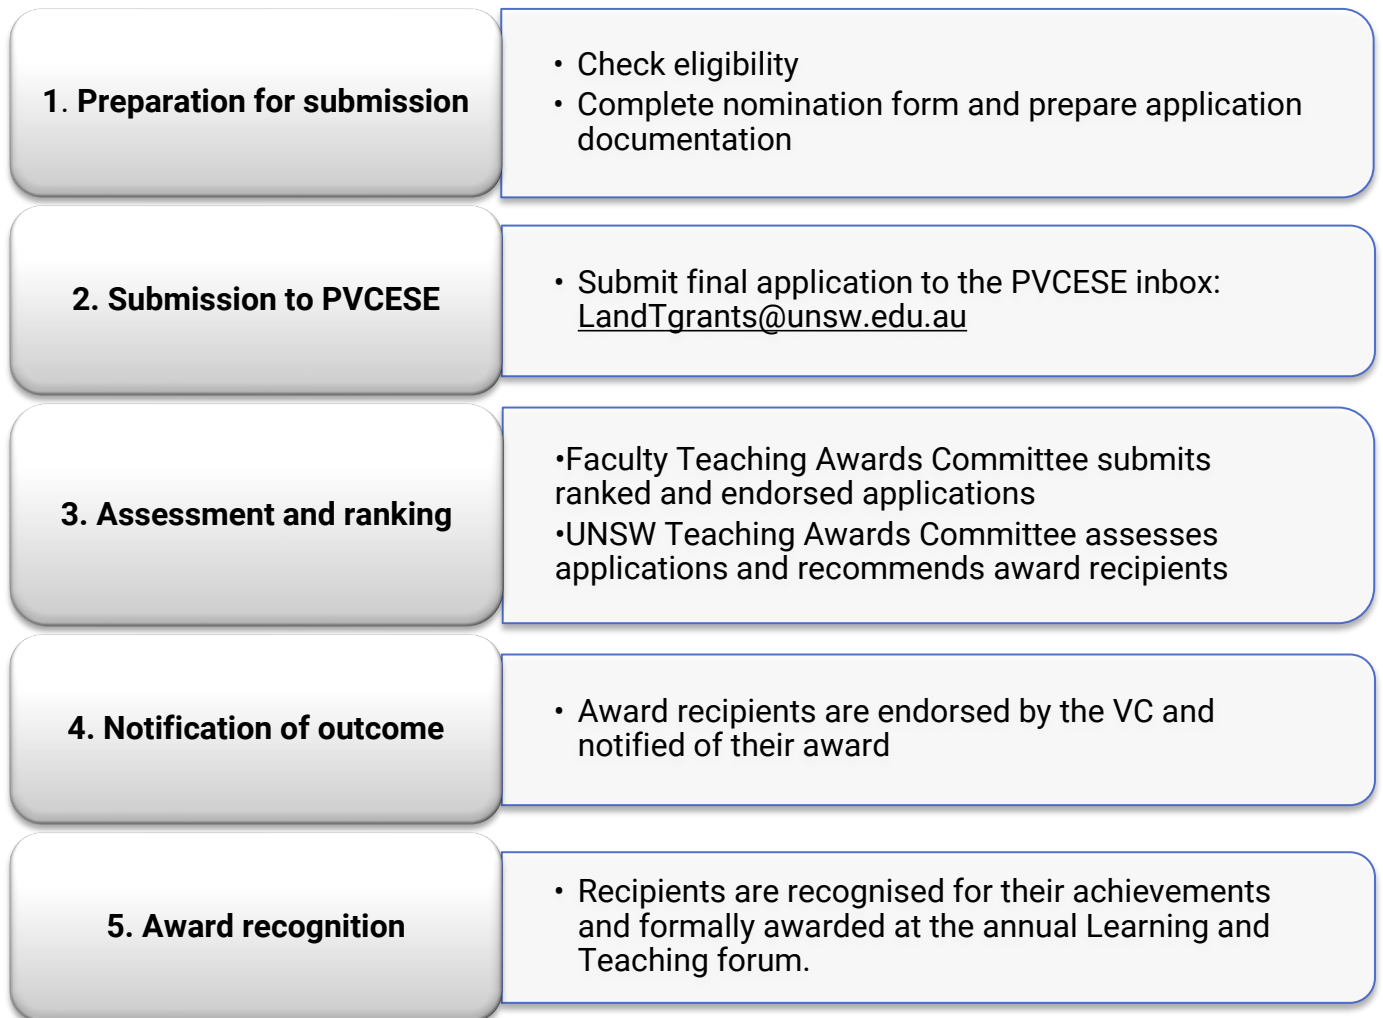 1. Preparation for submission
• Check eligibility
• Complete nomination form and prepare application
documentation
2. Submission to PVCESE
• Submit final application to the PVCESE inbox:
LandTgrants@unsw.edu.au
3. Assessment and ranking
•Faculty Teaching Awards Committee submits
ranked and endorsed applications
•UNSW Teaching Awards Committee assesses
applications and recommends award recipients
4. Notification of outcome
• Award recipients are endorsed by the VC and
notified of their award
5. Award recognition
• Recipients are recognised for their achievements
and formally awarded at the annual Learning and
Teaching forum.